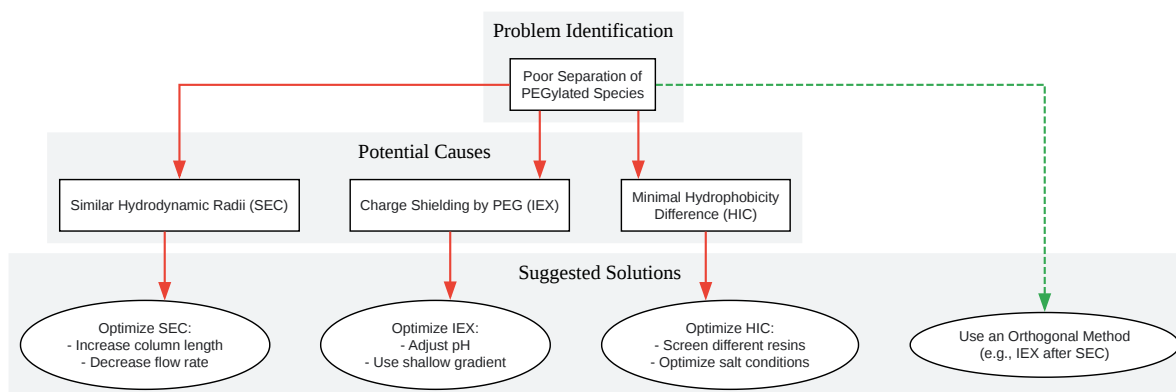 Problem Identification
Poor Separation of
PEGylated Species
Potential Causes
Similar Hydrodynamic Radii (SEC)
Charge Shielding by PEG (IEX)
Minimal Hydrophobicity
Difference (HIC)
Suggested Solutions
Optimize SEC:
- Increase column length
- Decrease flow rate
Optimize IEX:
- Adjust pH
- Use shallow gradient
Optimize HIC:
- Screen different resins
- Optimize salt conditions
Use an Orthogonal Method
(e.g., IEX after SEC)